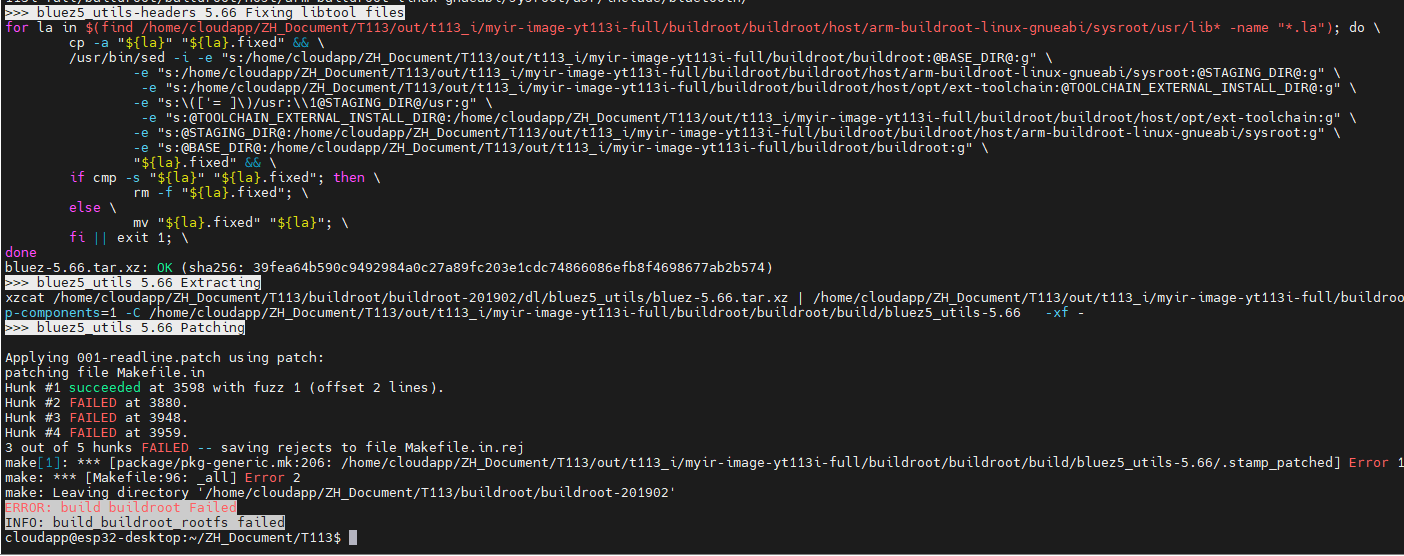 >>> bluez5_utils-headers 5.66 Fixing libtool files
for la in $(find /home/cloudapp/ZH_Document/T113/out/t113_i/myir-image-yt113i-full/buildroot/buildroot/host/arm-buildroot-linux-gnueabi/sysroot/usr/lib* -name "*.la"); do \
        cp -a "${la}" "${la}.fixed" && \
        /usr/bin/sed -i -e "s:/home/cloudapp/ZH_Document/T113/out/t113_i/myir-image-yt113i-full/buildroot/buildroot:@BASE_DIR@:g" \
                -e "s:/home/cloudapp/ZH_Document/T113/out/t113_i/myir-image-yt113i-full/buildroot/buildroot/host/arm-buildroot-linux-gnueabi/sysroot:@STAGING_DIR@:g" \
                 -e "s:/home/cloudapp/ZH_Document/T113/out/t113_i/myir-image-yt113i-full/buildroot/buildroot/host/opt/ext-toolchain:@TOOLCHAIN_EXTERNAL_INSTALL_DIR@:g" \
                -e "s:\(['= ]\)/usr:\\1@STAGING_DIR@/usr:g" \
                 -e "s:@TOOLCHAIN_EXTERNAL_INSTALL_DIR@:/home/cloudapp/ZH_Document/T113/out/t113_i/myir-image-yt113i-full/buildroot/buildroot/host/opt/ext-toolchain:g" \
                -e "s:@STAGING_DIR@:/home/cloudapp/ZH_Document/T113/out/t113_i/myir-image-yt113i-full/buildroot/buildroot/host/arm-buildroot-linux-gnueabi/sysroot:g" \
                -e "s:@BASE_DIR@:/home/cloudapp/ZH_Document/T113/out/t113_i/myir-image-yt113i-full/buildroot/buildroot:g" \
                "${la}.fixed" && \
        if cmp -s "${la}" "${la}.fixed"; then \
                rm -f "${la}.fixed"; \
        else \
                mv "${la}.fixed" "${la}"; \
        fi || exit 1; \
done
bluez-5.66.tar.xz: OK (sha256: 39fea64b590c9492984a0c27a89fc203e1cdc74866086efb8f4698677ab2b574)
>>> bluez5_utils 5.66 Extracting
xzcat /home/cloudapp/ZH_Document/T113/buildroot/buildroot-201902/dl/bluez5_utils/bluez-5.66.tar.xz | /home/cloudapp/ZH_Document/T113/out/t113_i/myir-image-yt113i-full/buildroo
p-components=1 -C /home/cloudapp/ZH_Document/T113/out/t113_i/myir-image-yt113i-full/buildroot/buildroot/build/bluez5_utils-5.66   -xf -
>>> bluez5_utils 5.66 Patching

Applying 001-readline.patch using patch:
patching file Makefile.in
Hunk #1 succeeded at 3598 with fuzz 1 (offset 2 lines).
Hunk #2 FAILED at 3880.
Hunk #3 FAILED at 3948.
Hunk #4 FAILED at 3959.
3 out of 5 hunks FAILED -- saving rejects to file Makefile.in.rej
make[1]: *** [package/pkg-generic.mk:206: /home/cloudapp/ZH_Document/T113/out/t113_i/myir-image-yt113i-full/buildroot/buildroot/build/bluez5_utils-5.66/.stamp_patched] Error 1
make: *** [Makefile:96: _all] Error 2
make: Leaving directory '/home/cloudapp/ZH_Document/T113/buildroot/buildroot-201902'
ERROR: build buildroot Failed
INFO: build_buildroot_rootfs failed
cloudapp@esp32-desktop:~/ZH_Document/T113$